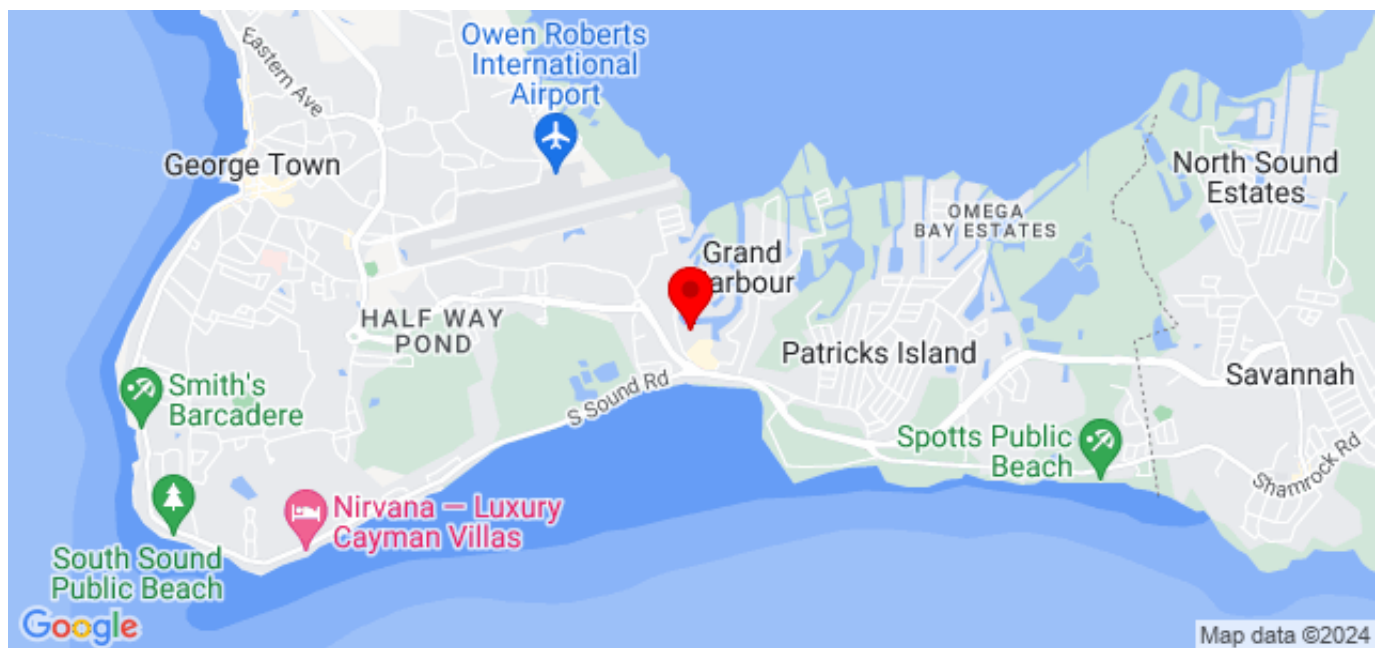 Owen Roberts
International
Airport
Eastern Ave
George Town
North Sound
Estates
OMEGA
BAY ESTATES
Grand
arbour
HALF WAY
POND
Patricks Island
Savannah
Smith's
Barcadere
S Sound Rd
Spotts Public
Beach
Shamrock Rd
Nirvana — Luxury
Cayman Villas
South Sound
Public Beach
Google
Map data ©2024